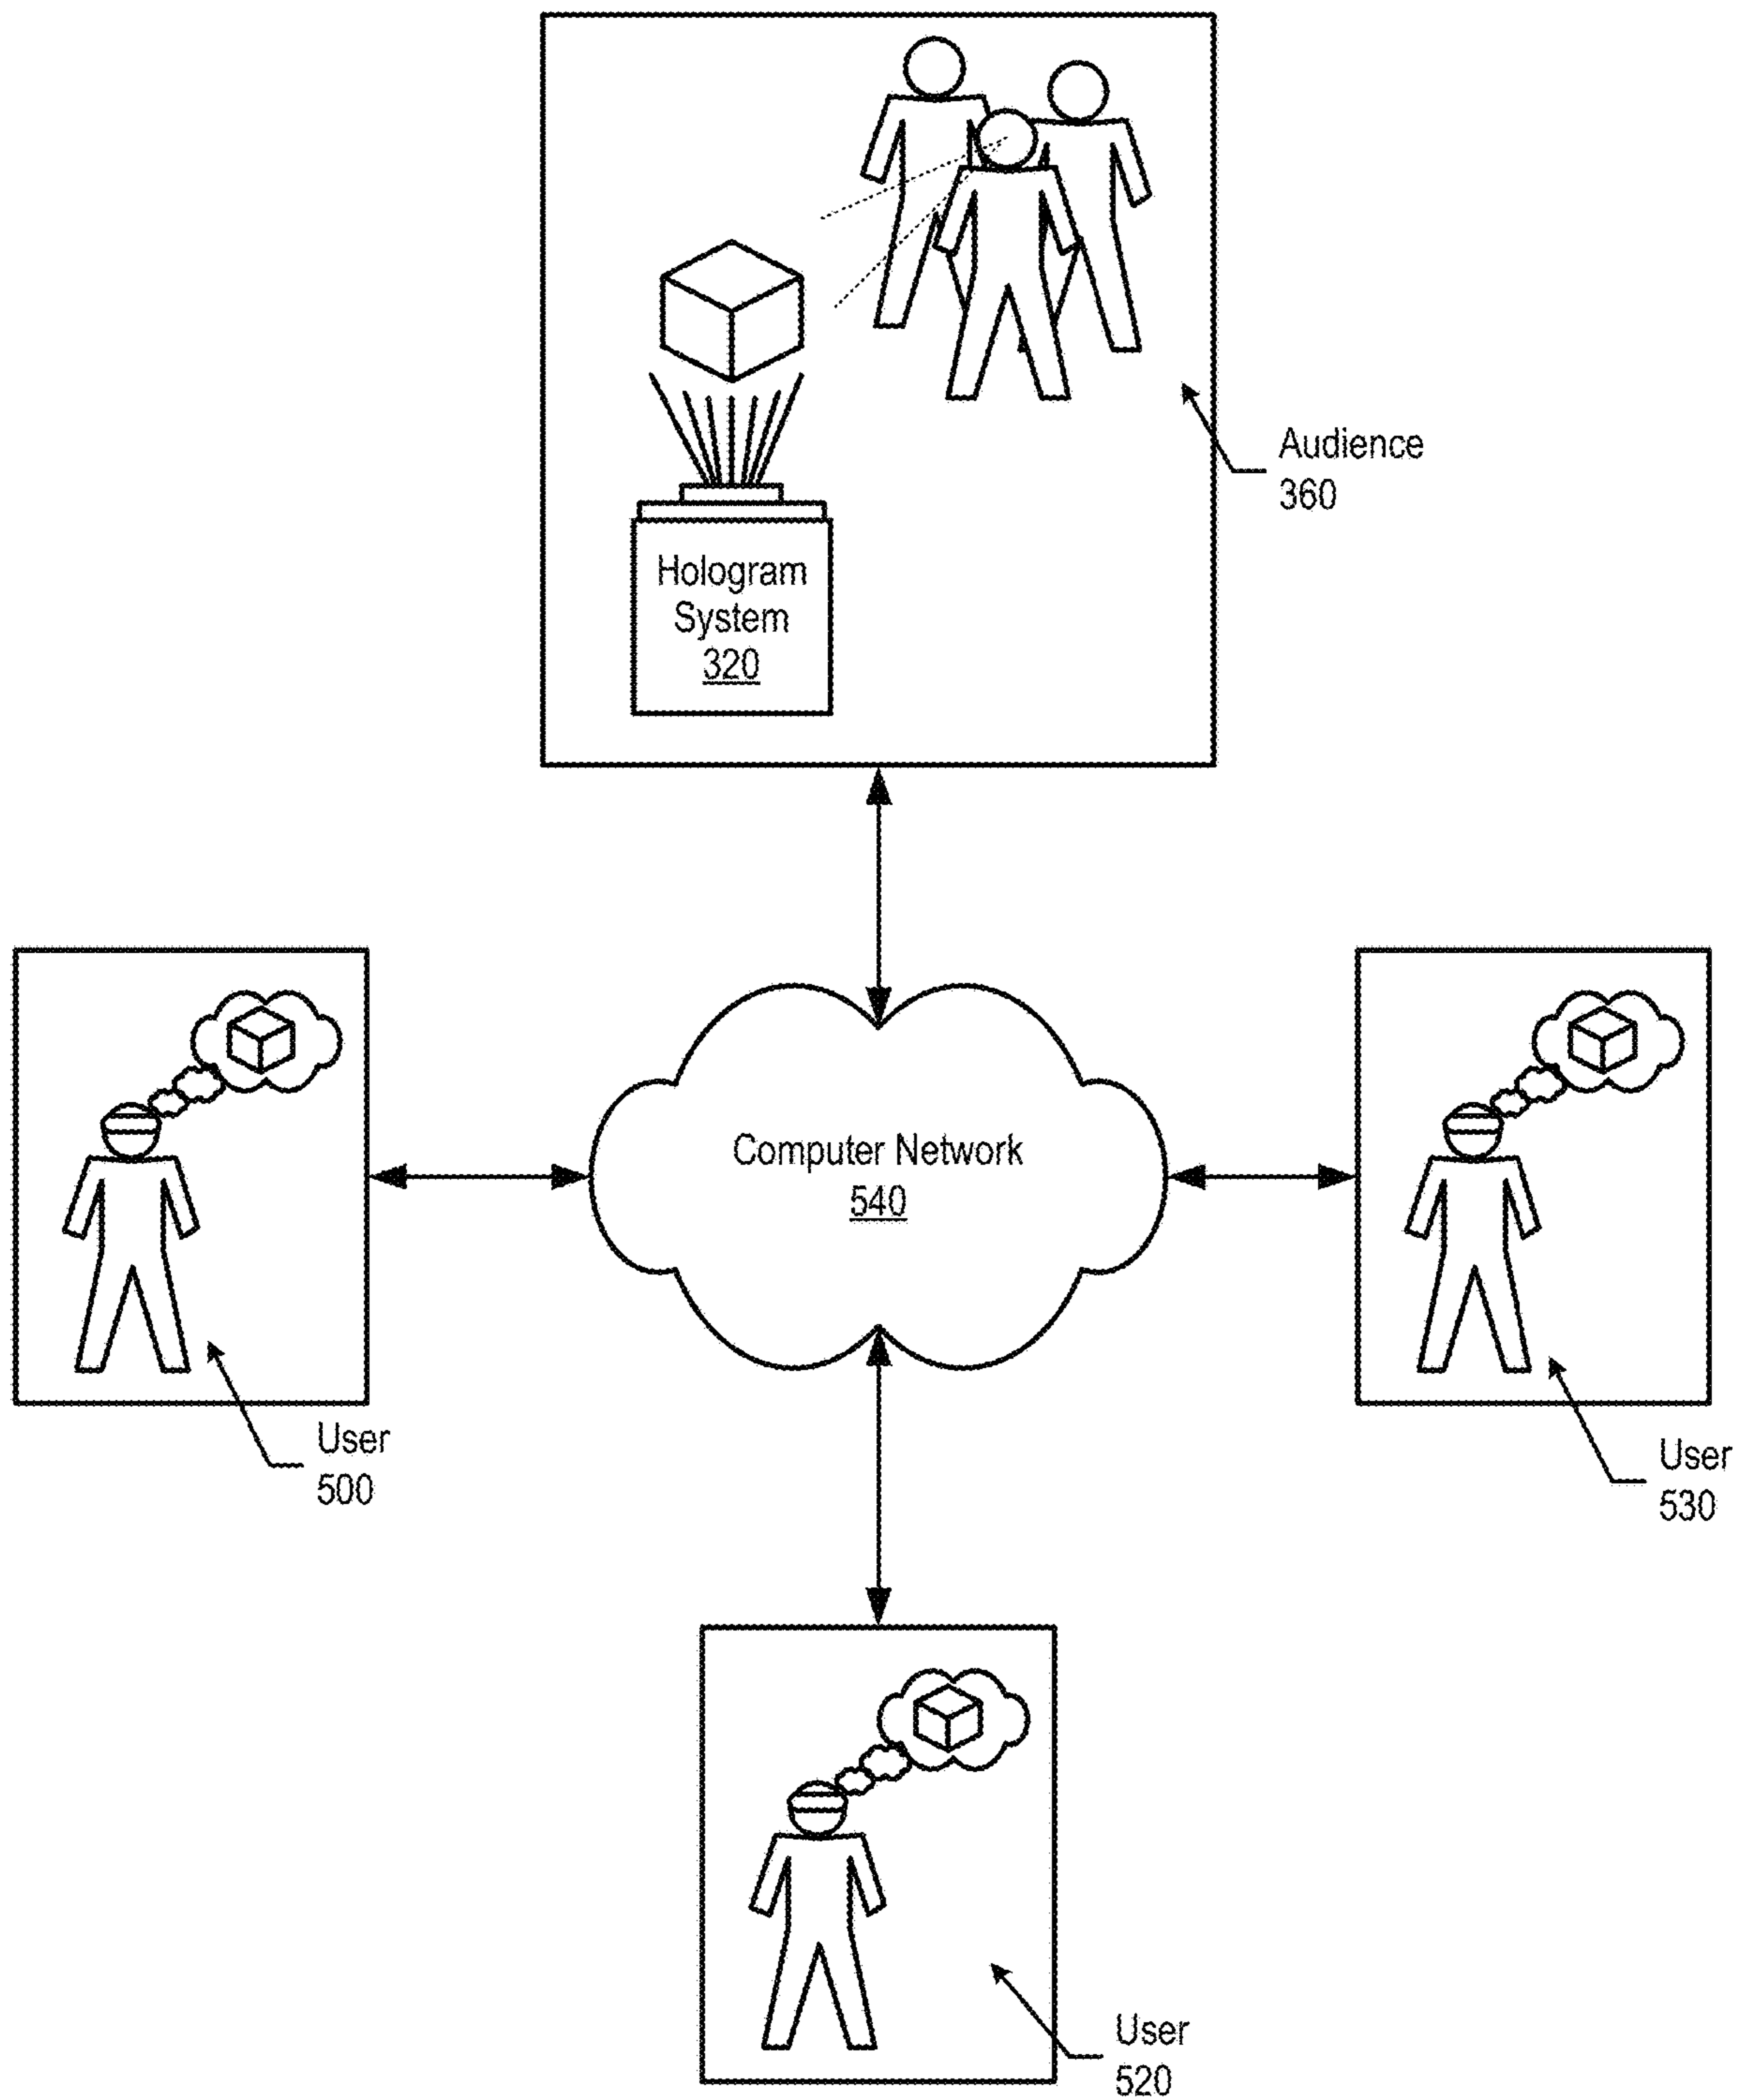 Audience
360
Hologram
System
320
Computer Network
540
User
500
User
530
User
520